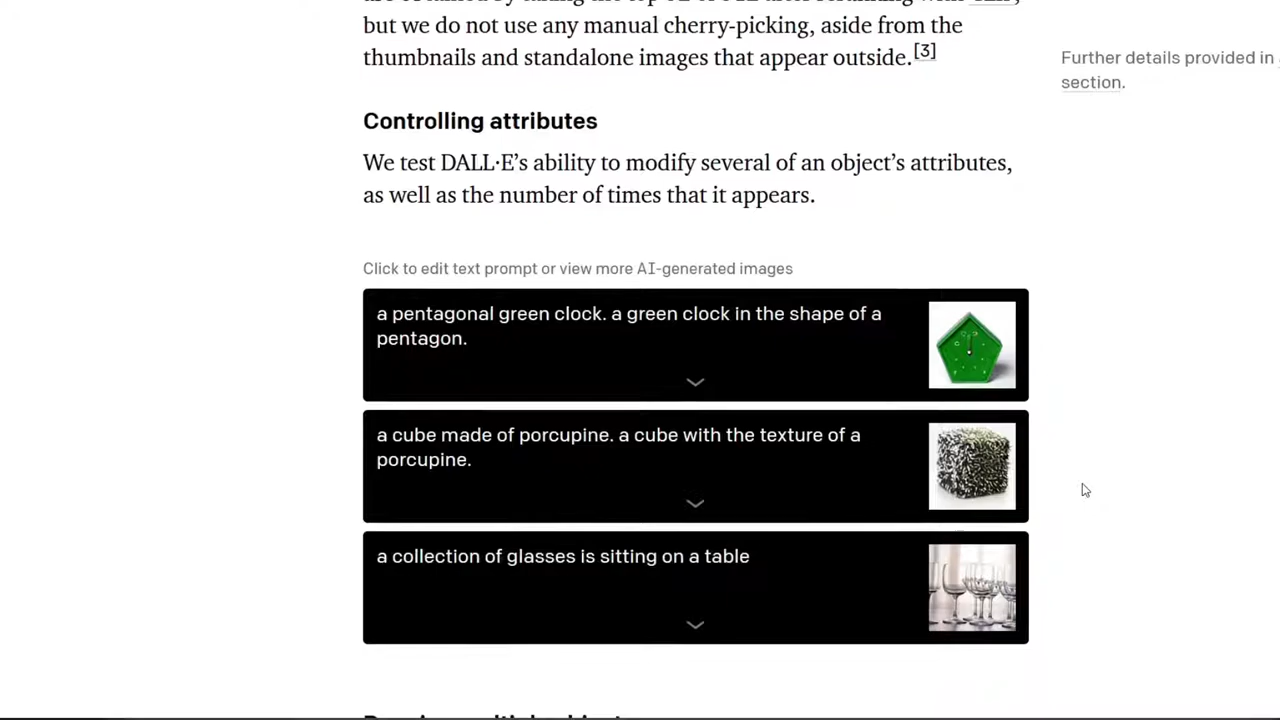 but we do not use any manual cherry-picking, aside from the
thumbnails and standalone images that appear outside.[3]
Further details provided in
section.
Controlling attributes
We test DALL·E’s ability to modify several of an object’s attributes,
as well as the number of times that it appears.
Click to edit text prompt or view more AI-generated images
a pentagonal green clock. a green clock in the shape of a
pentagon.
a cube made of porcupine. a cube with the texture of a
porcupine.
a collection of glasses is sitting on a table